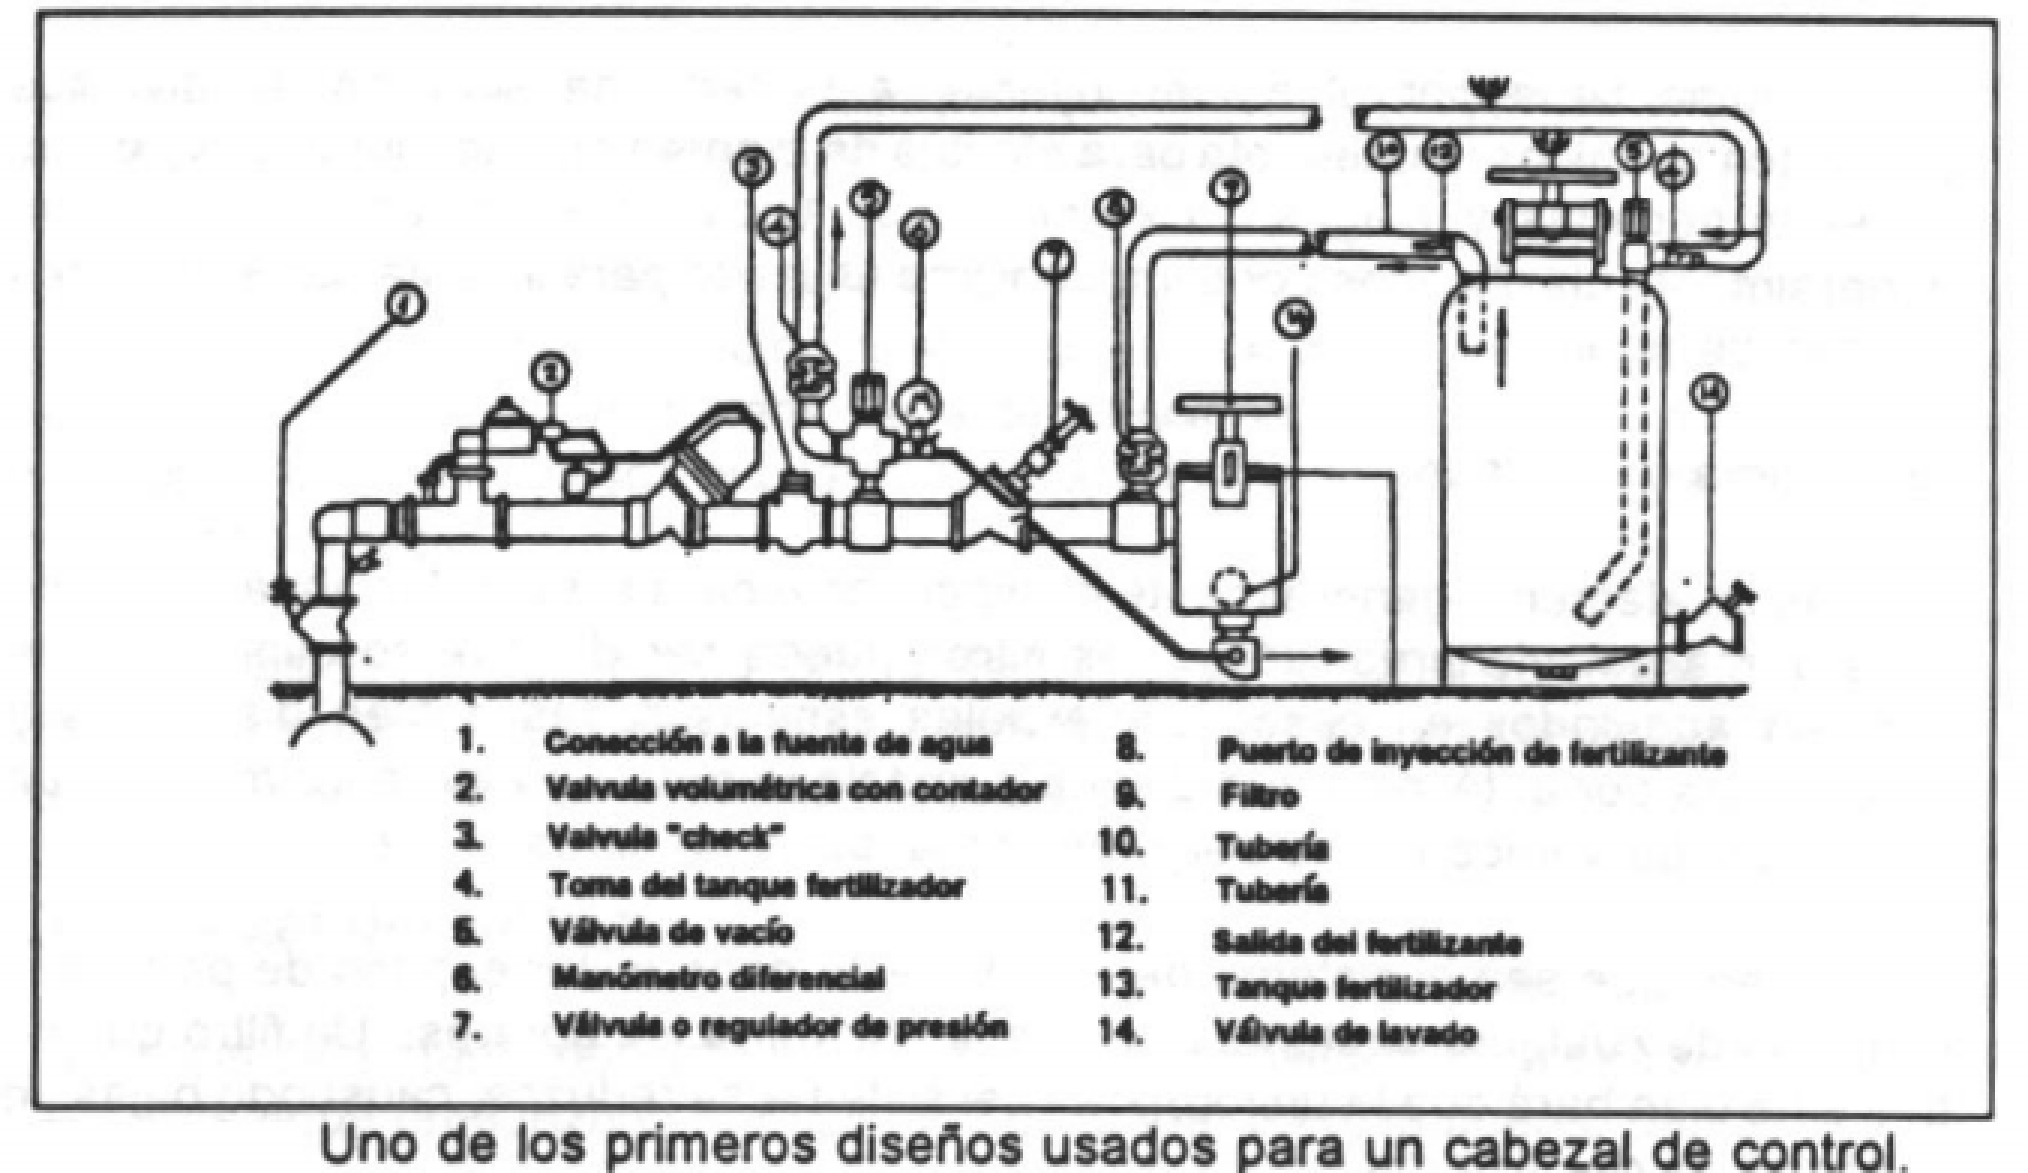 1. Conección a la fuente de agua
2. Valvula volumétrica con contador
3. Valvula "check"
4. Toma del tanque fertilizador
5. Válvula de vacío
6. Manómetro diferencial
7. Válvula o regulador de presión
8. Puerto de inyección de fertilizante
9. Filtro
10. Tubería
11. Tubería
12. Salida del fertilizante
13. Tanque fertilizador
14. Válvula de lavado
Uno de los primeros diseños usados para un cabezal de control.